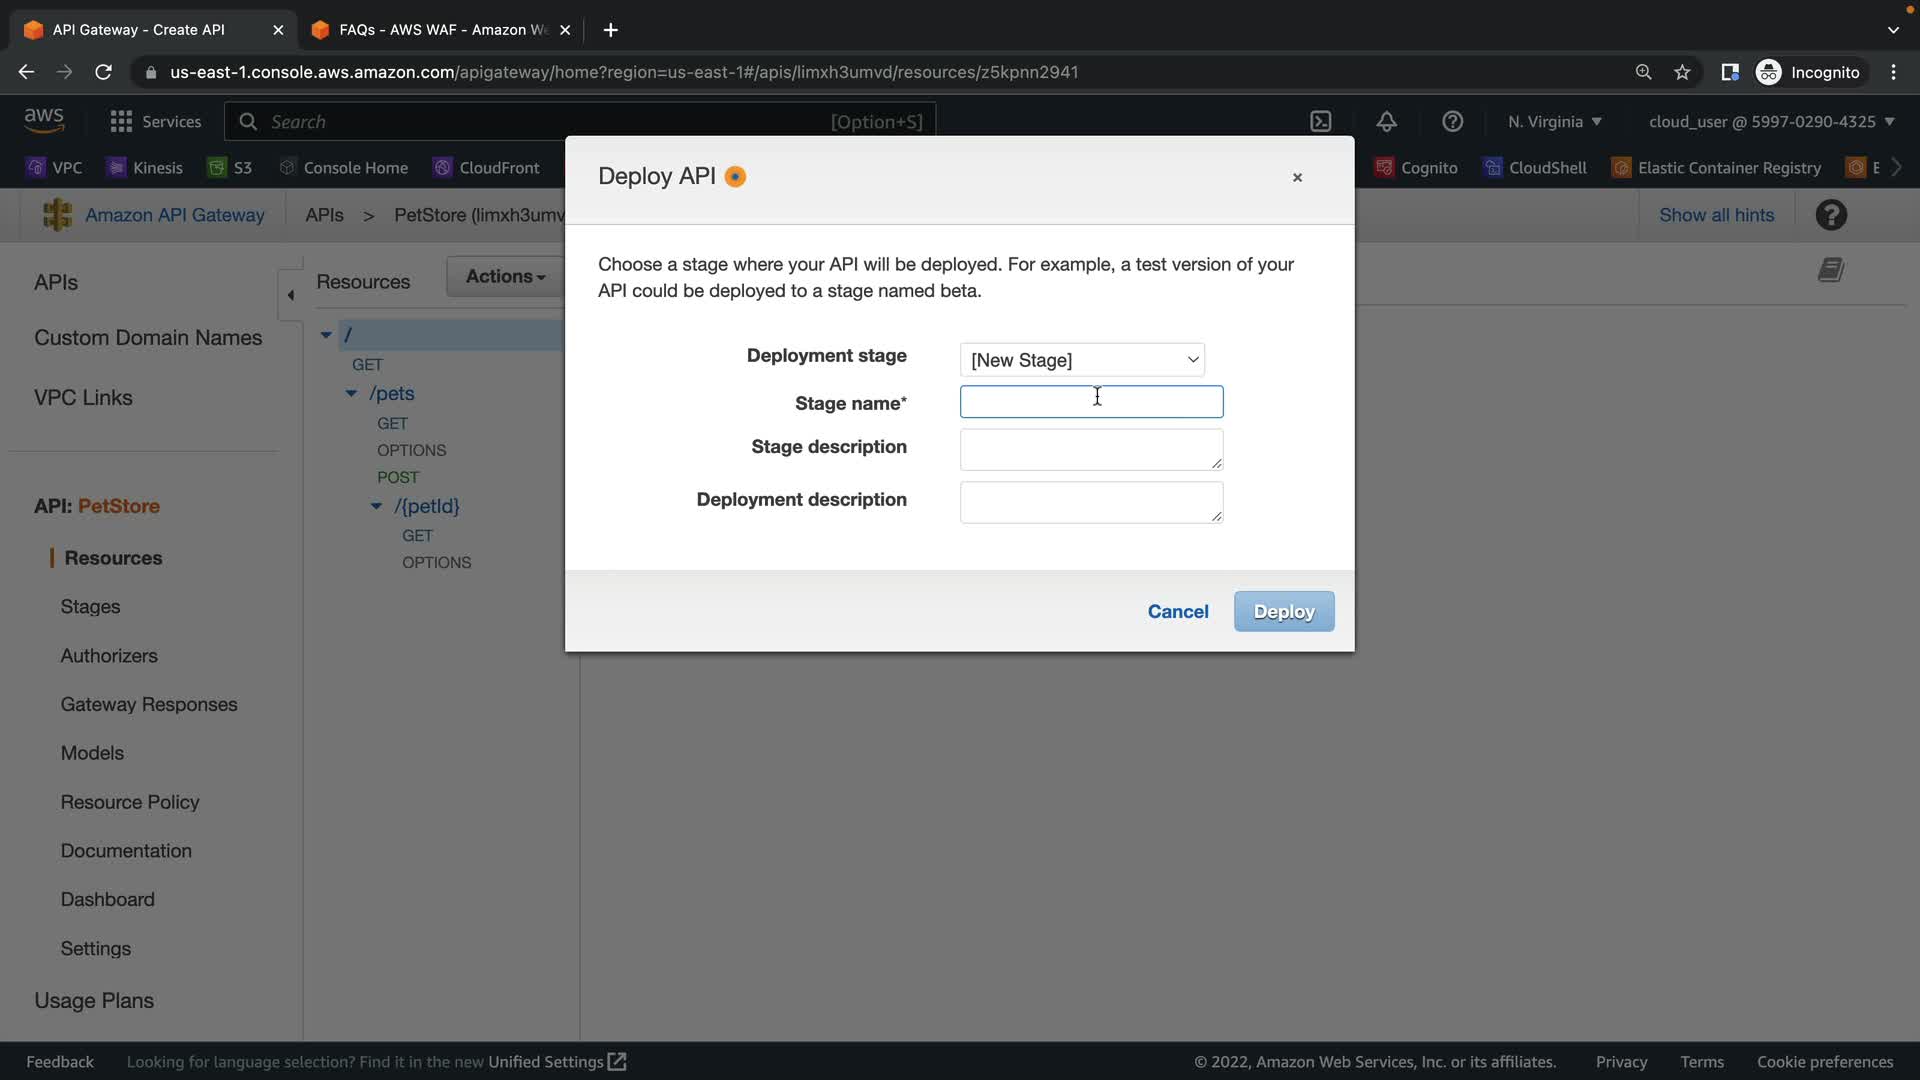 API Gateway - Create API
FAQs - AWS WAF - Amazon We
us-east-1.console.aws.amazon.com/apigateway/home?region=us-east-1#/apis/limxh3umvd/resources/z5kpnn2941
Incognito
aws
Services
Search
[Option+S]
N. Virginia
cloud_user @ 5997-0290-4325
VPC
Kinesis
S3
Console Home
CloudFront
Cognito
CloudShell
Elastic Container Registry
E
Amazon API Gateway
APIs > PetStore (limxh3umv
Show all hints
?
APIs
Custom Domain Names
VPC Links
API: PetStore
Resources
Stages
Authorizers
Gateway Responses
Models
Resource Policy
Documentation
Dashboard
Settings
Usage Plans
Resources
Actions
/
GET
/pets
GET
OPTIONS
POST
/{petId}
GET
OPTIONS
Deploy API
×
Choose a stage where your API will be deployed. For example, a test version of your
API could be deployed to a stage named beta.
Deployment stage
[New Stage]
Stage name*
Stage description
Deployment description
Cancel
Deploy
Feedback
Looking for language selection? Find it in the new Unified Settings
© 2022, Amazon Web Services, Inc. or its affiliates.
Privacy
Terms
Cookie preferences